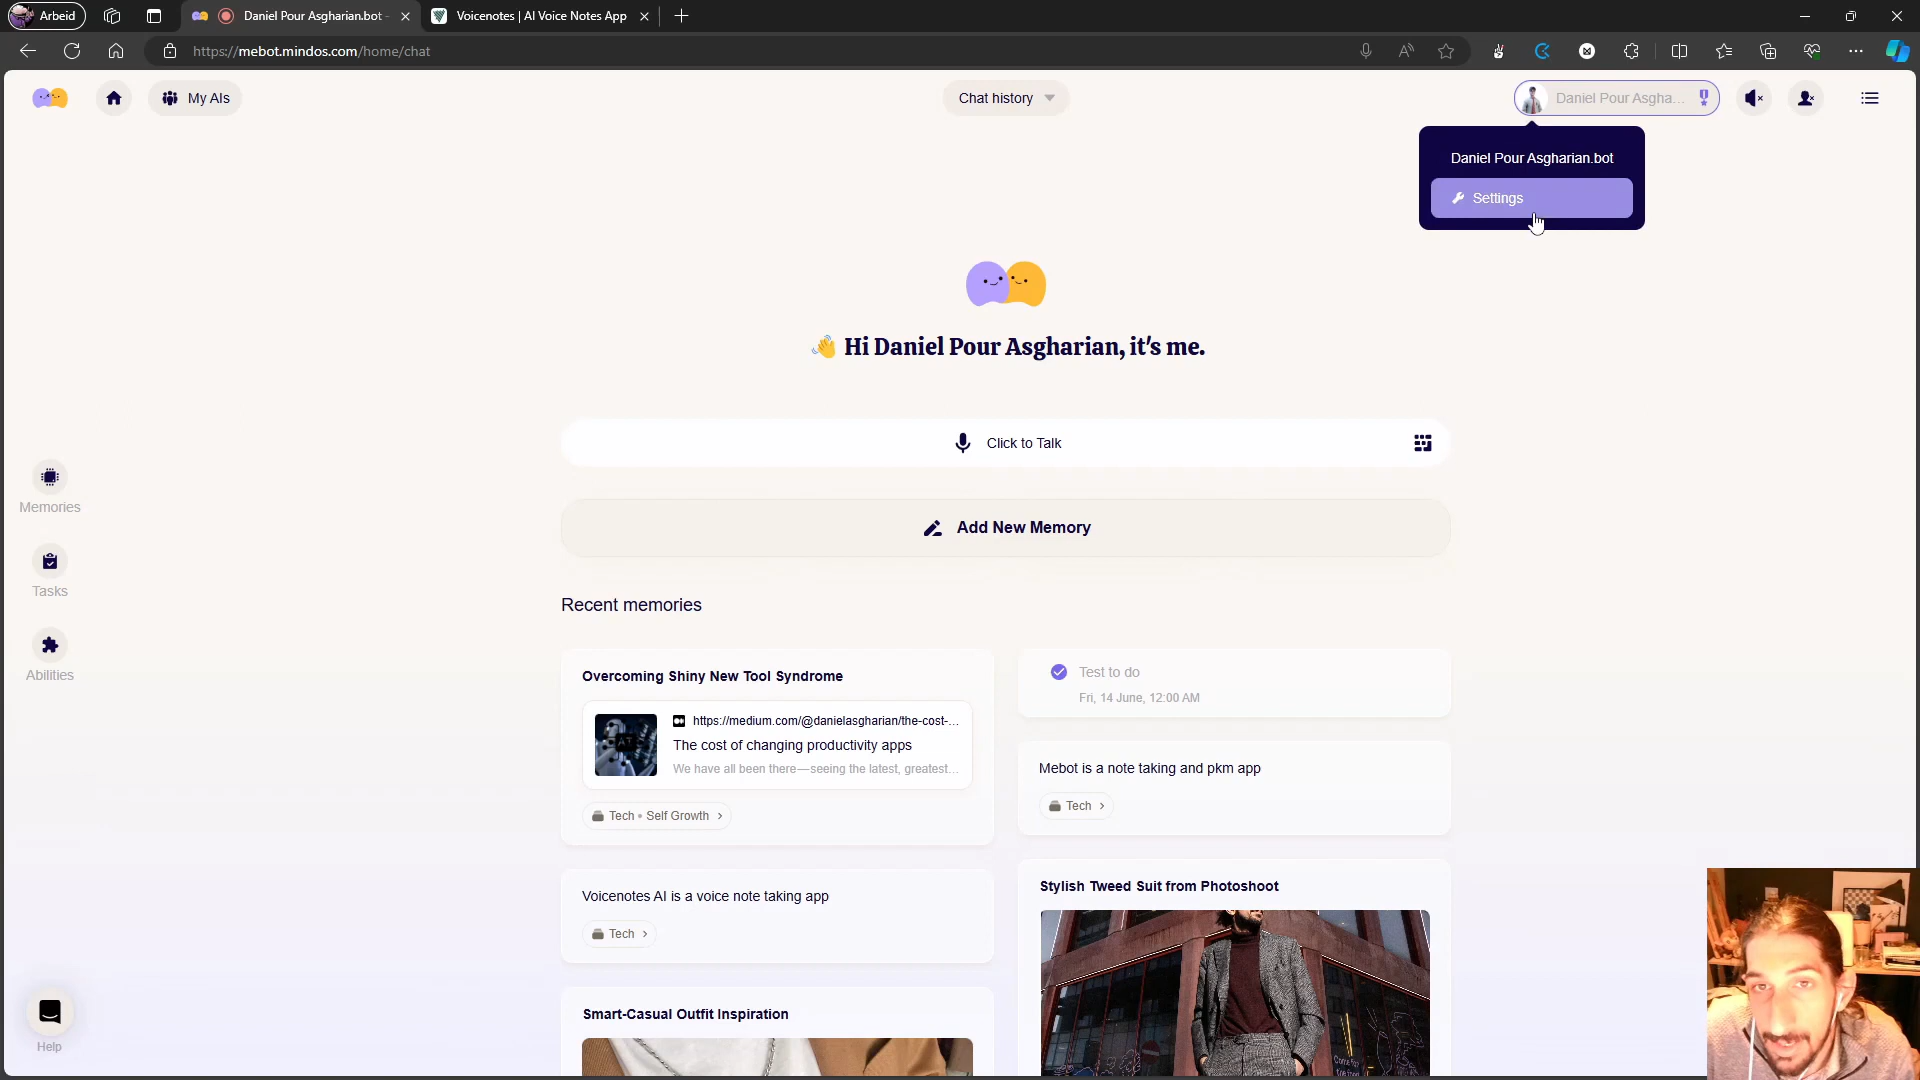 Arbeid
Daniel Pour Asgharian.bot -
Voicenotes | AI Voice Notes App
https://mebot.mindos.com/home/chat
My AIs
Chat history
Daniel Pour Asgha...
Daniel Pour Asgharian.bot
Settings
👋 Hi Daniel Pour Asgharian, it's me.
Click to Talk
Add New Memory
Memories
Tasks
Abilities
Recent memories
Overcoming Shiny New Tool Syndrome
https://medium.com/@danielasgharian/the-cost-...
The cost of changing productivity apps
We have all been there—seeing the latest, greatest...
Tech • Self Growth >
Test to do
Fri, 14 June, 12:00 AM
Mebot is a note taking and pkm app
Tech >
Voicenotes AI is a voice note taking app
Tech >
Stylish Tweed Suit from Photoshoot
Smart-Casual Outfit Inspiration
Help